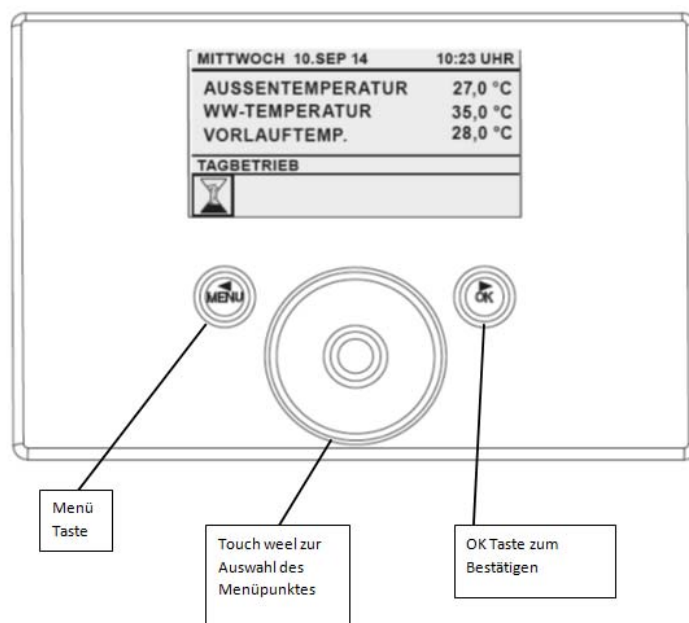 MITTWOCH 10.SEP 14 10:23 UHR
AUSSENTEMPERATUR 27,0 °C
WW-TEMPERATUR 35,0 °C
VORLAUFTEMP. 28,0 °C
TAGBETRIEB
MENU
OK
Menü
Taste
Touch weel zur
Auswahl des
Menüpunktes
OK Taste zum
Bestätigen